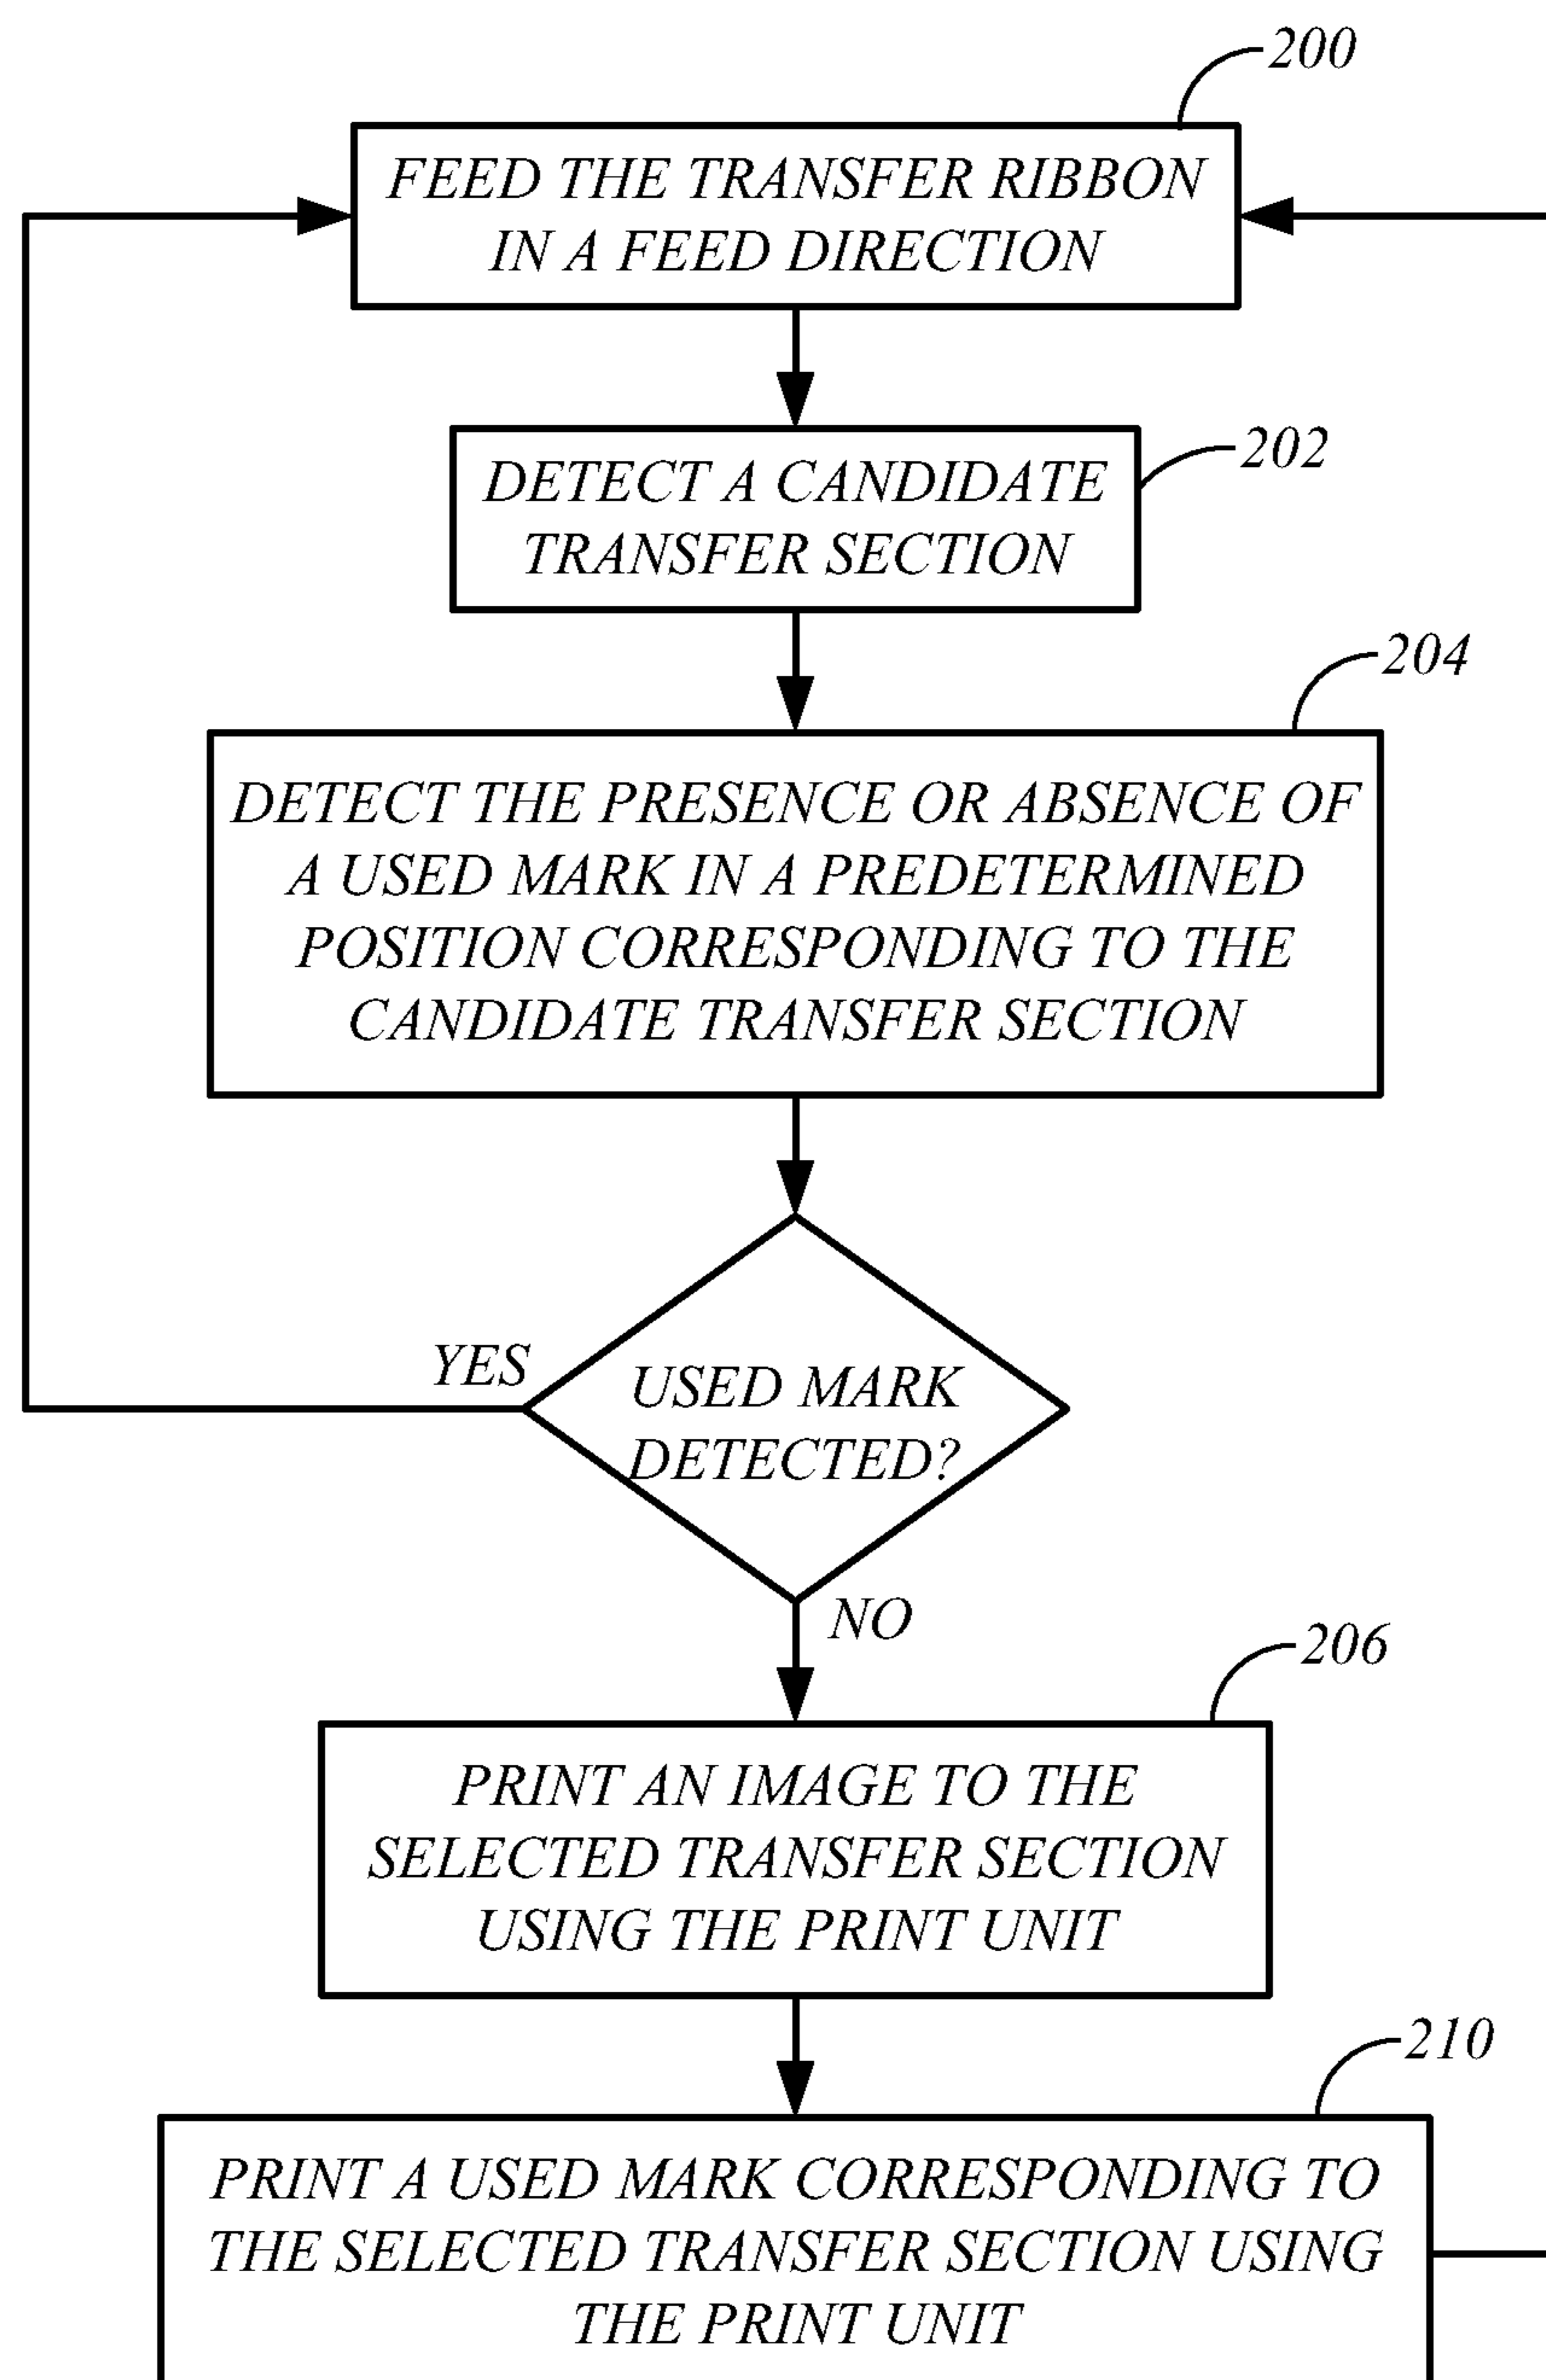 200
FEED THE TRANSFER RIBBON
IN A FEED DIRECTION
202
DETECT A CANDIDATE
TRANSFER SECTION
204
DETECT THE PRESENCE OR ABSENCE OF
A USED MARK IN A PREDETERMINED
POSITION CORRESPONDING TO THE
CANDIDATE TRANSFER SECTION
YES
USED MARK
DETECTED?
NO
206
PRINT AN IMAGE TO THE
SELECTED TRANSFER SECTION
USING THE PRINT UNIT
210
PRINT A USED MARK CORRESPONDING TO
THE SELECTED TRANSFER SECTION USING
THE PRINT UNIT